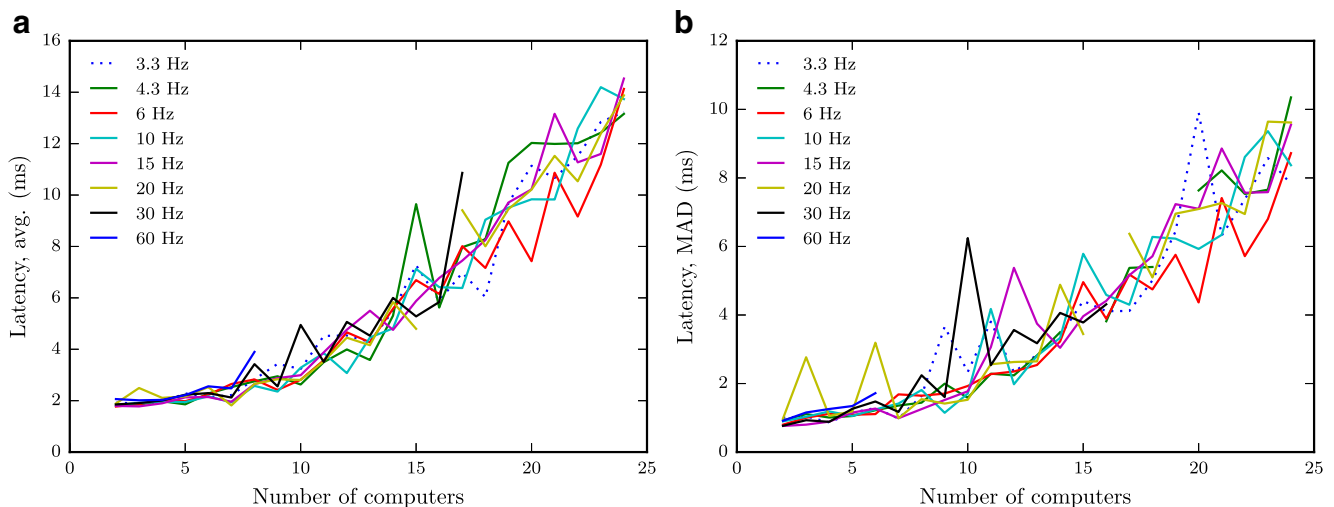 a
16
14
12
10
8
6
4
2
0
Latency, avg. (ms)
3.3 Hz
4.3 Hz
6 Hz
10 Hz
15 Hz
20 Hz
30 Hz
60 Hz
0 5 10 15 20 25
Number of computers
b
12
10
8
6
4
2
0
Latency, MAD (ms)
3.3 Hz
4.3 Hz
6 Hz
10 Hz
15 Hz
20 Hz
30 Hz
60 Hz
0 5 10 15 20 25
Number of computers